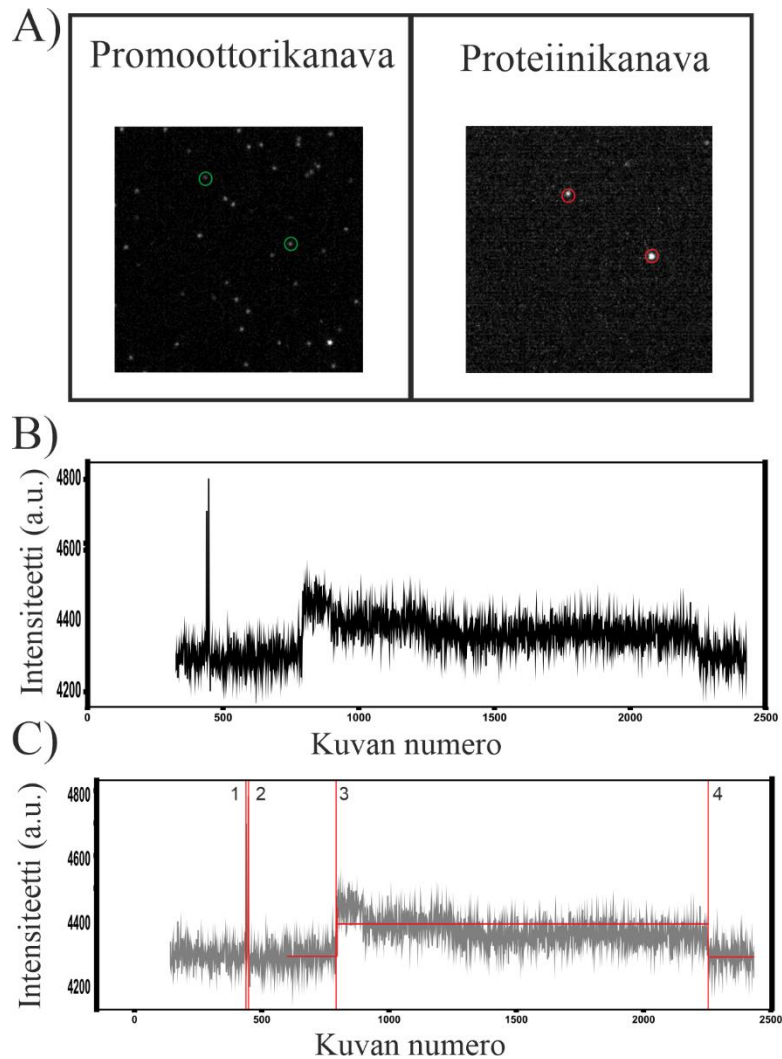 A)
Promoottorikanava
Proteiinikanava
B)
Intensiteetti (a.u.)
4800
4600
4400
4200
0 500 1000 1500 2000 2500
Kuvan numero
C)
Intensiteetti (a.u.)
4800
4600
4400
4200
1 2 3 4
0 500 1000 1500 2000 2500
Kuvan numero